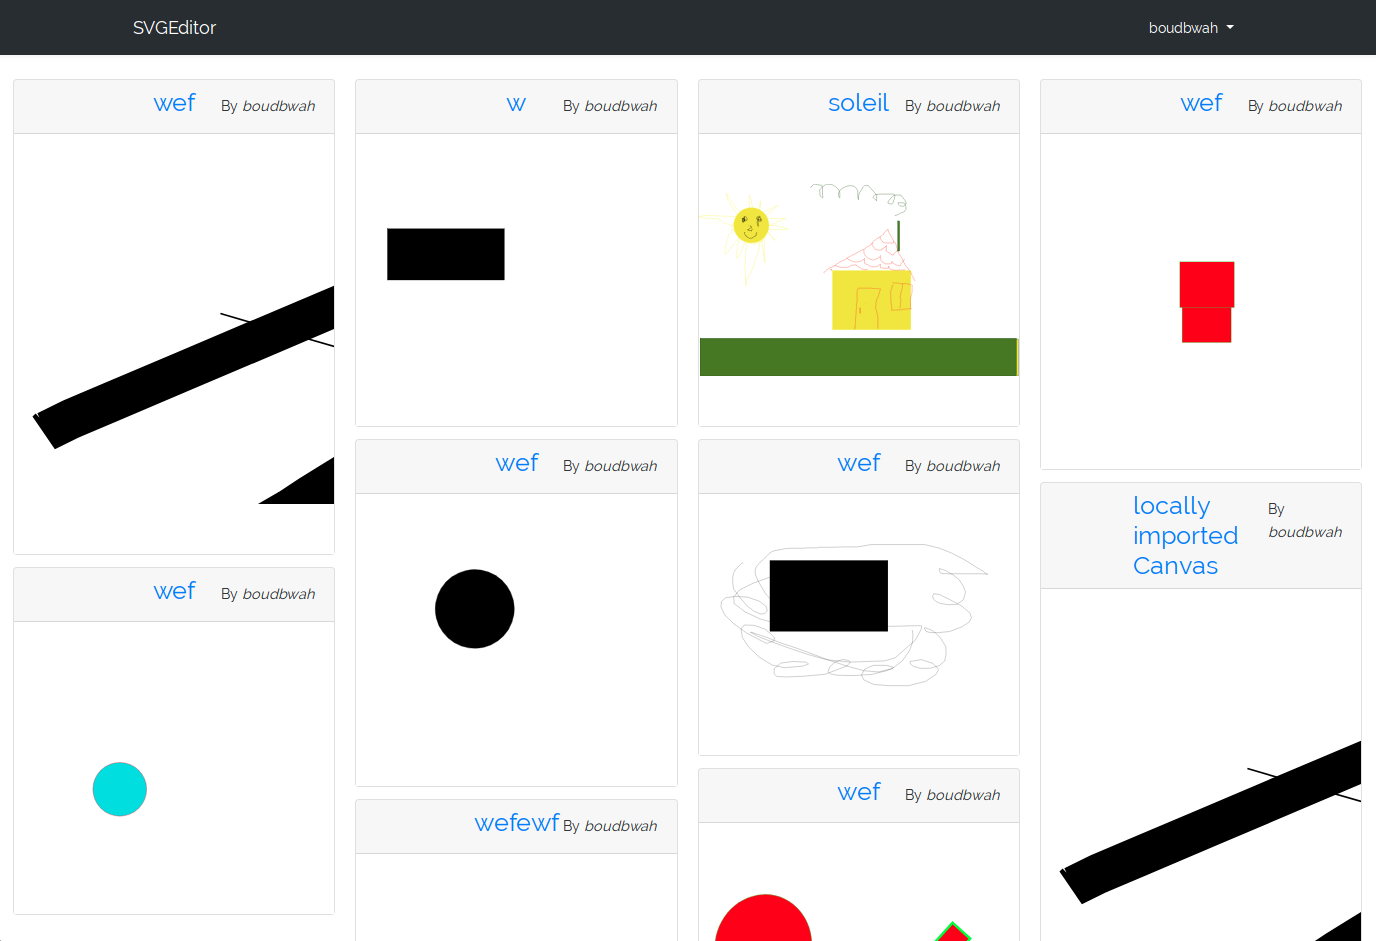 SVGEditor
boudbwah
wef By boudbwah
w By boudbwah
soleil By boudbwah
wef By boudbwah
wef By boudbwah
wef By boudbwah
locally
imported
Canvas
By
boudbwah
wef By boudbwah
wefewf By boudbwah
wef By boudbwah